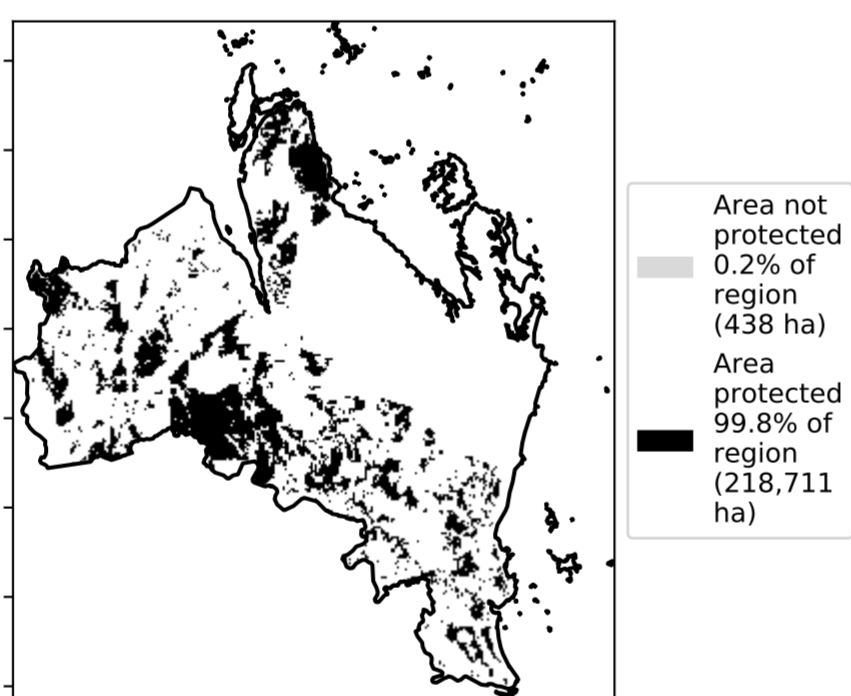 Area not
protected
0.2% of
region
(438 ha)
Area
protected
99.8% of
region
(218,711
ha)